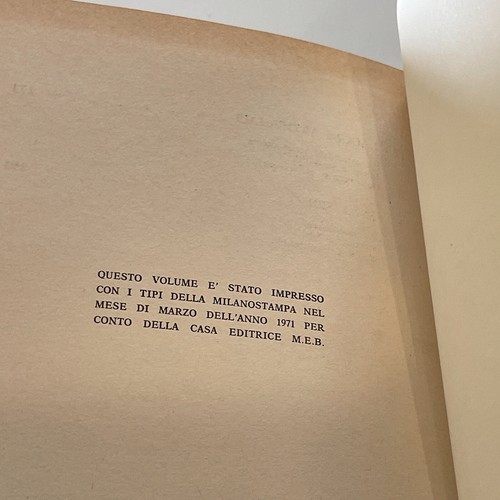 QUESTO VOLUME E' STATO IMPRESSO
CON I TIPI DELLA MILANOSTAMPA NEL
MESE DI MARZO DELL'ANNO 1971 PER
CONTO DELLA CASA EDITRICE M.E.B.